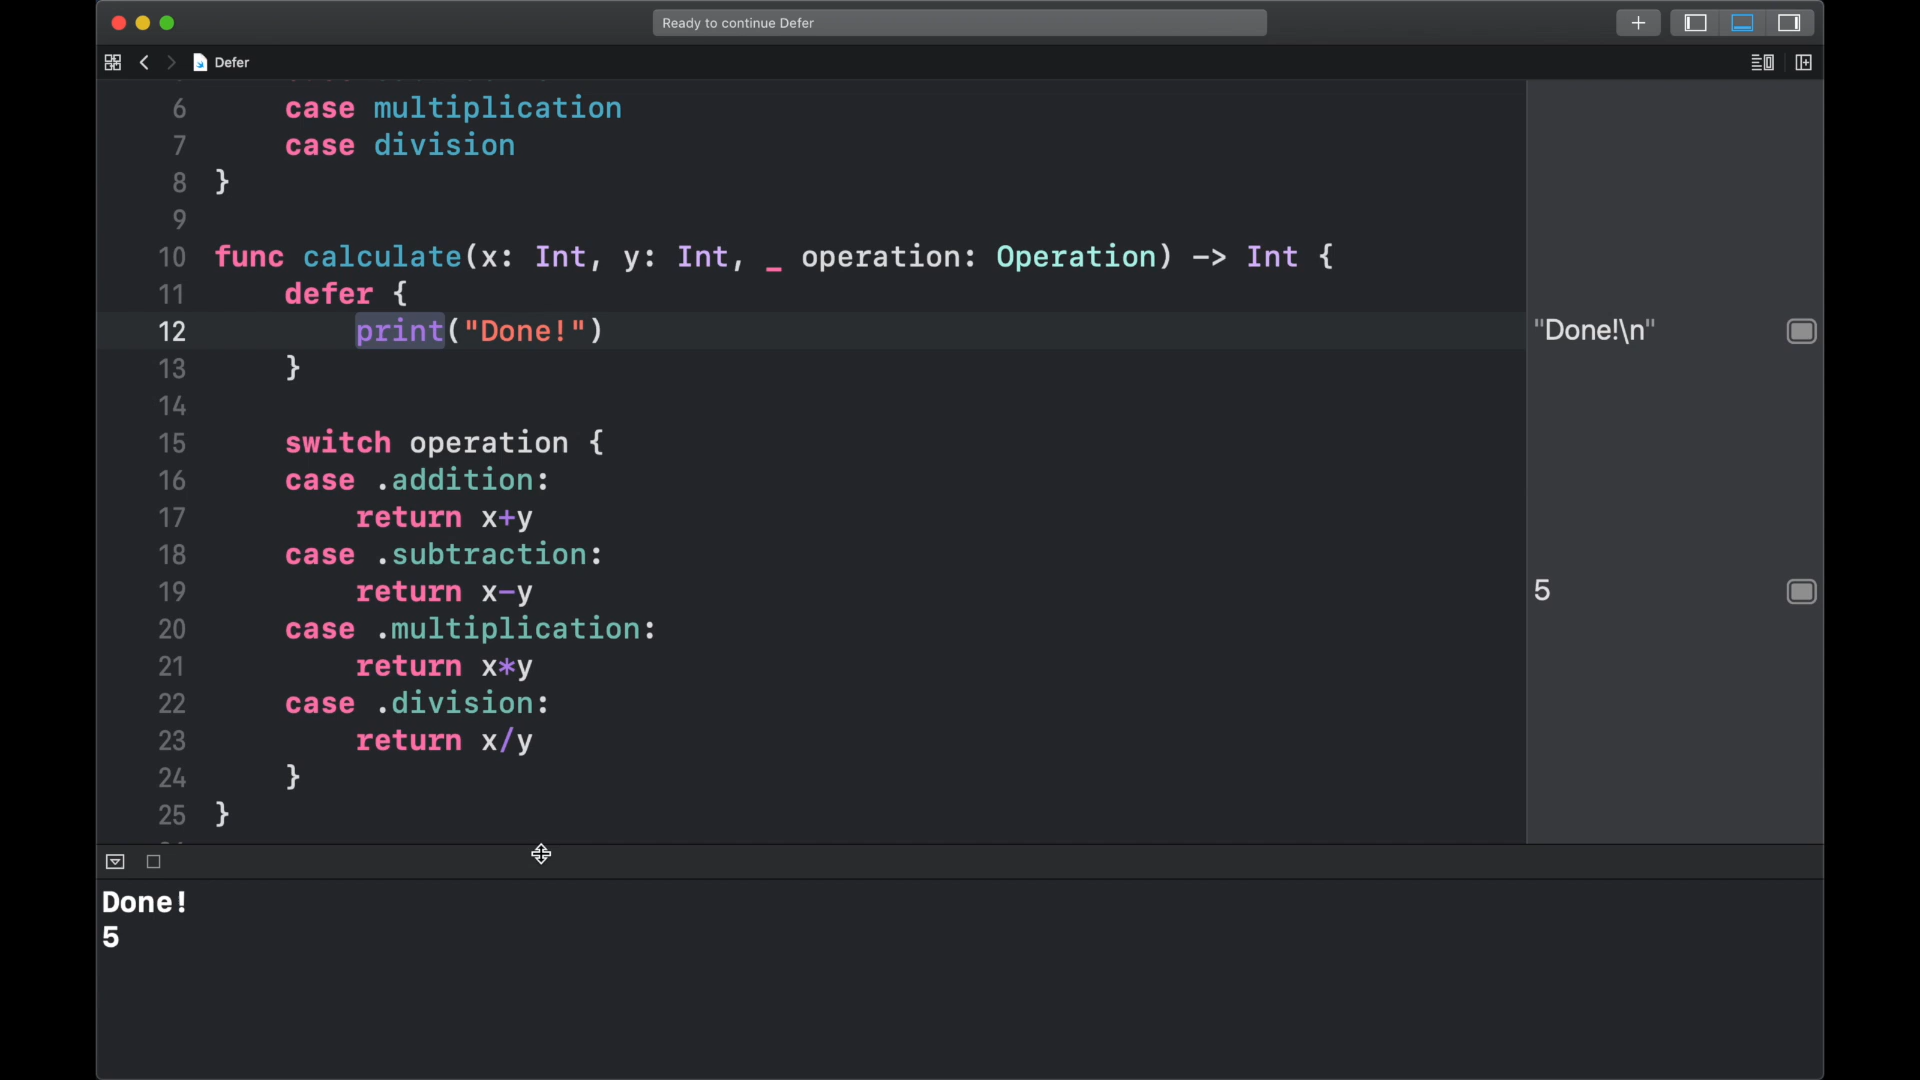 Ready to continue Defer
Defer
6 case multiplication
7 case division
8 }
9
10 func calculate(x: Int, y: Int, _ operation: Operation) -> Int {
11 defer {
12 print("Done!") "Done!\n"
13 }
14
15 switch operation {
16 case .addition:
17 return x+y
18 case .subtraction:
19 return x-y 5
20 case .multiplication:
21 return x*y
22 case .division:
23 return x/y
24 }
25 }
Done!
5